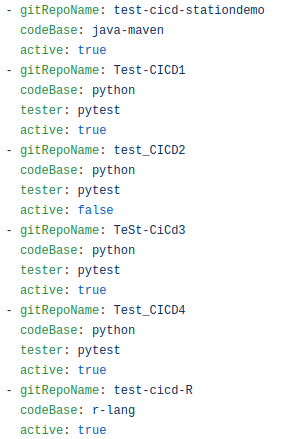 - gitRepoName: test-cicd-stationdemo
  codeBase: java-maven
  active: true
- gitRepoName: Test-CICD1
  codeBase: python
  tester: pytest
  active: true
- gitRepoName: test_CICD2
  codeBase: python
  tester: pytest
  active: false
- gitRepoName: TeSt-CiCd3
  codeBase: python
  tester: pytest
  active: true
- gitRepoName: Test_CICD4
  codeBase: python
  tester: pytest
  active: true
- gitRepoName: test-cicd-R
  codeBase: r-lang
  active: true